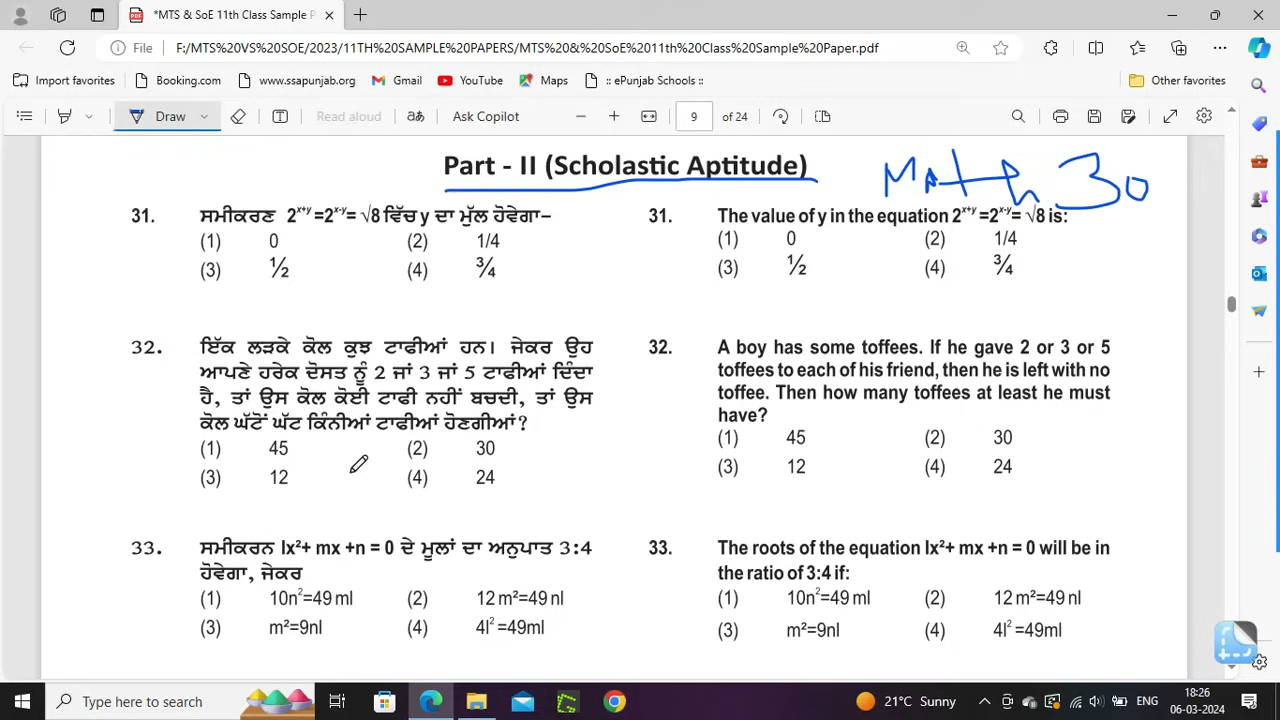 *MTS & SoE 11th Class Sample P
File F:/MTS%20VS%20SOE/2023/11TH%20SAMPLE%20PAPERS/MTS%20&%20SoE%2011th%20Class%20Sample%20Paper.pdf
Import favorites Booking.com www.ssapunjab.org Gmail YouTube Maps :: ePunjab Schools :: Other favorites
Draw Read aloud Ask Copilot 9 of 24
Part - II (Scholastic Aptitude) Math 30
31. ਸਮੀਕਰਣ 2ˣ⁺ʸ =2ˣ⁻ʸ= √8 ਵਿੱਚ y ਦਾ ਮੁੱਲ ਹੋਵੇਗਾ–
(1) 0 (2) 1/4
(3) ½ (4) ¾
32. ਇੱਕ ਲੜਕੇ ਕੋਲ ਕੁਝ ਟਾਫੀਆਂ ਹਨ। ਜੇਕਰ ਉਹ
ਆਪਣੇ ਹਰੇਕ ਦੋਸਤ ਨੂੰ 2 ਜਾਂ 3 ਜਾਂ 5 ਟਾਫੀਆਂ ਦਿੰਦਾ
ਹੈ, ਤਾਂ ਉਸ ਕੋਲ ਕੋਈ ਟਾਫੀ ਨਹੀਂ ਬਚਦੀ, ਤਾਂ ਉਸ
ਕੋਲ ਘੱਟੋਂ ਘੱਟ ਕਿੰਨੀਆਂ ਟਾਫੀਆਂ ਹੋਣਗੀਆਂ?
(1) 45 (2) 30
(3) 12 (4) 24
33. ਸਮੀਕਰਨ lx²+ mx +n = 0 ਦੇ ਮੂਲਾਂ ਦਾ ਅਨੁਪਾਤ 3:4
ਹੋਵੇਗਾ, ਜੇਕਰ
(1) 10n²=49 ml (2) 12 m²=49 nl
(3) m²=9nl (4) 4l² =49ml
31. The value of y in the equation 2ˣ⁺ʸ =2ˣ⁻ʸ= √8 is:
(1) 0 (2) 1/4
(3) ½ (4) ¾
32. A boy has some toffees. If he gave 2 or 3 or 5
toffees to each of his friend, then he is left with no
toffee. Then how many toffees at least he must
have?
(1) 45 (2) 30
(3) 12 (4) 24
33. The roots of the equation lx²+ mx +n = 0 will be in
the ratio of 3:4 if:
(1) 10n²=49 ml (2) 12 m²=49 nl
(3) m²=9nl (4) 4l² =49ml
Type here to search 21°C Sunny ENG 18:26
06-03-2024